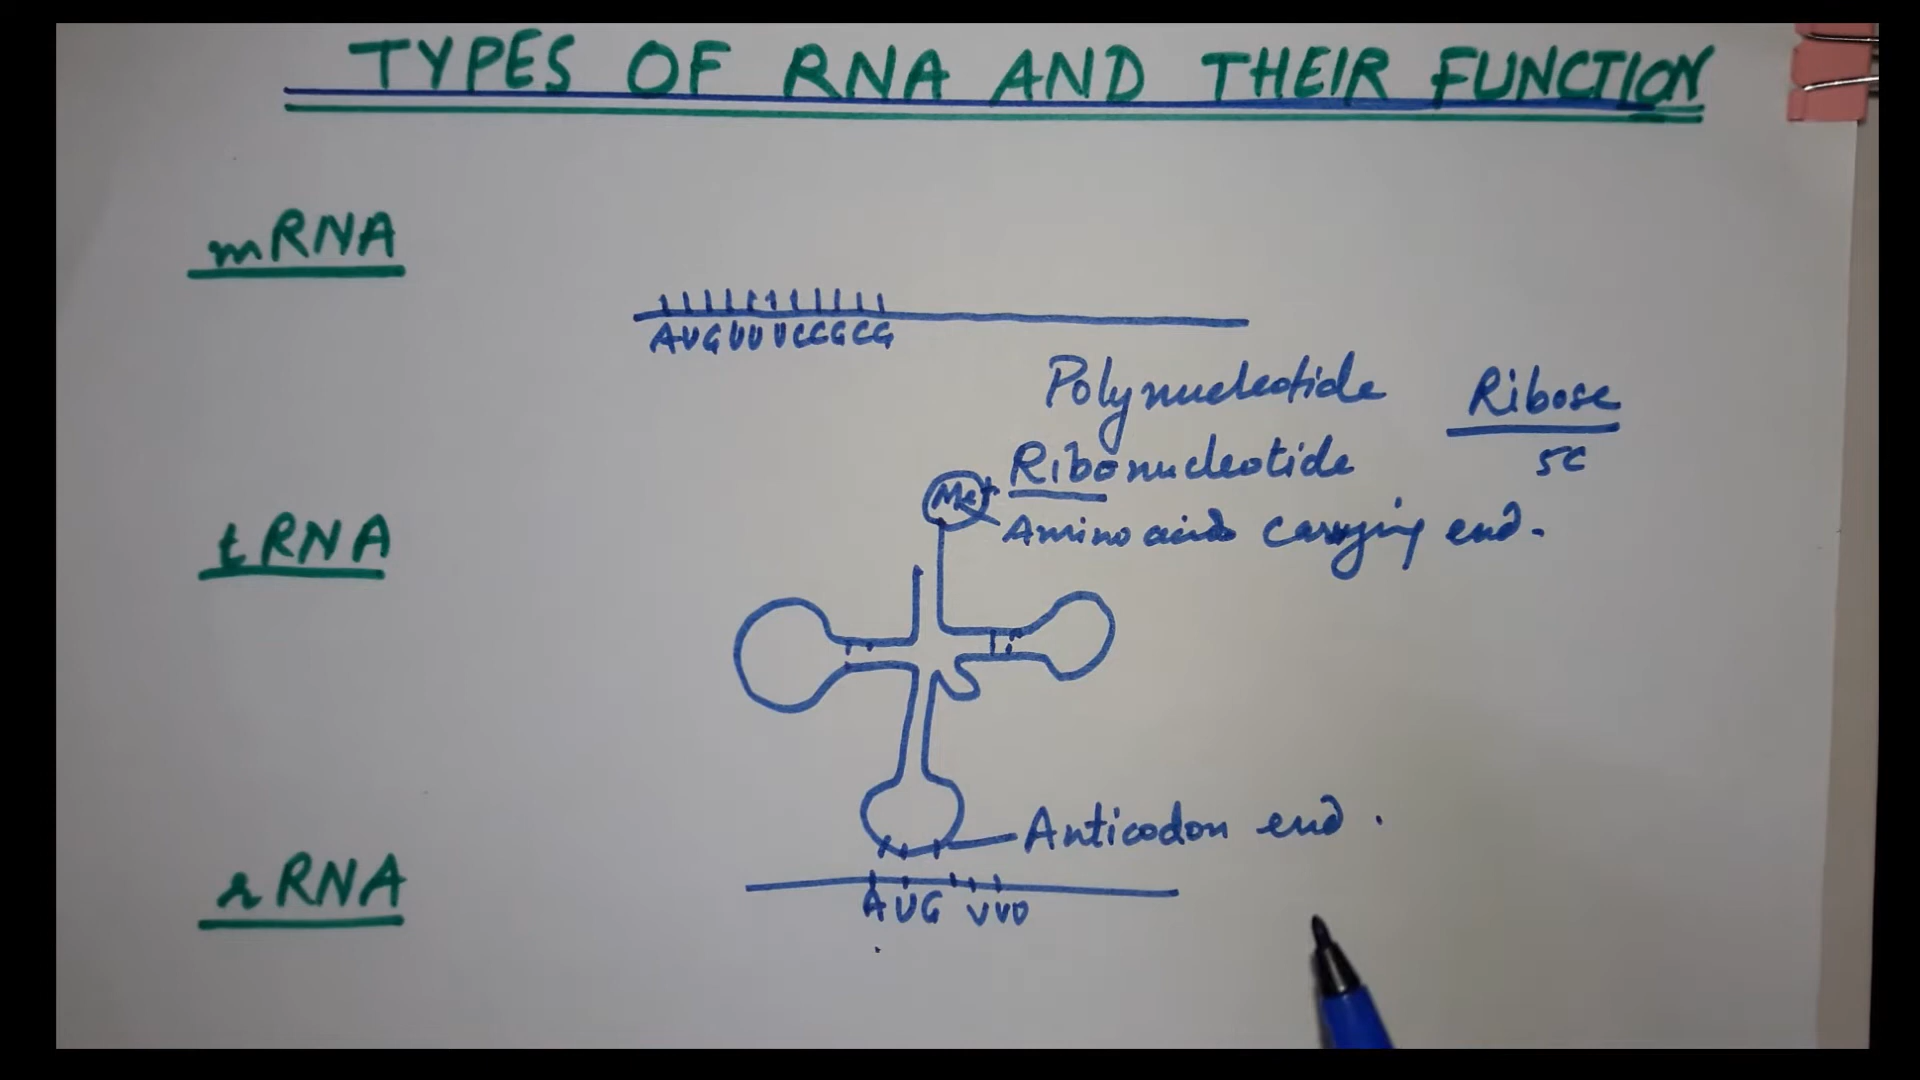 TYPES OF RNA AND THEIR FUNCTION
mRNA
AUGUUUCCGCG
Polynucleotide
Ribose
5C
Ribonucleotide
Met
Amino acid carrying end.
tRNA
Anticodon end.
rRNA
AUG UUU